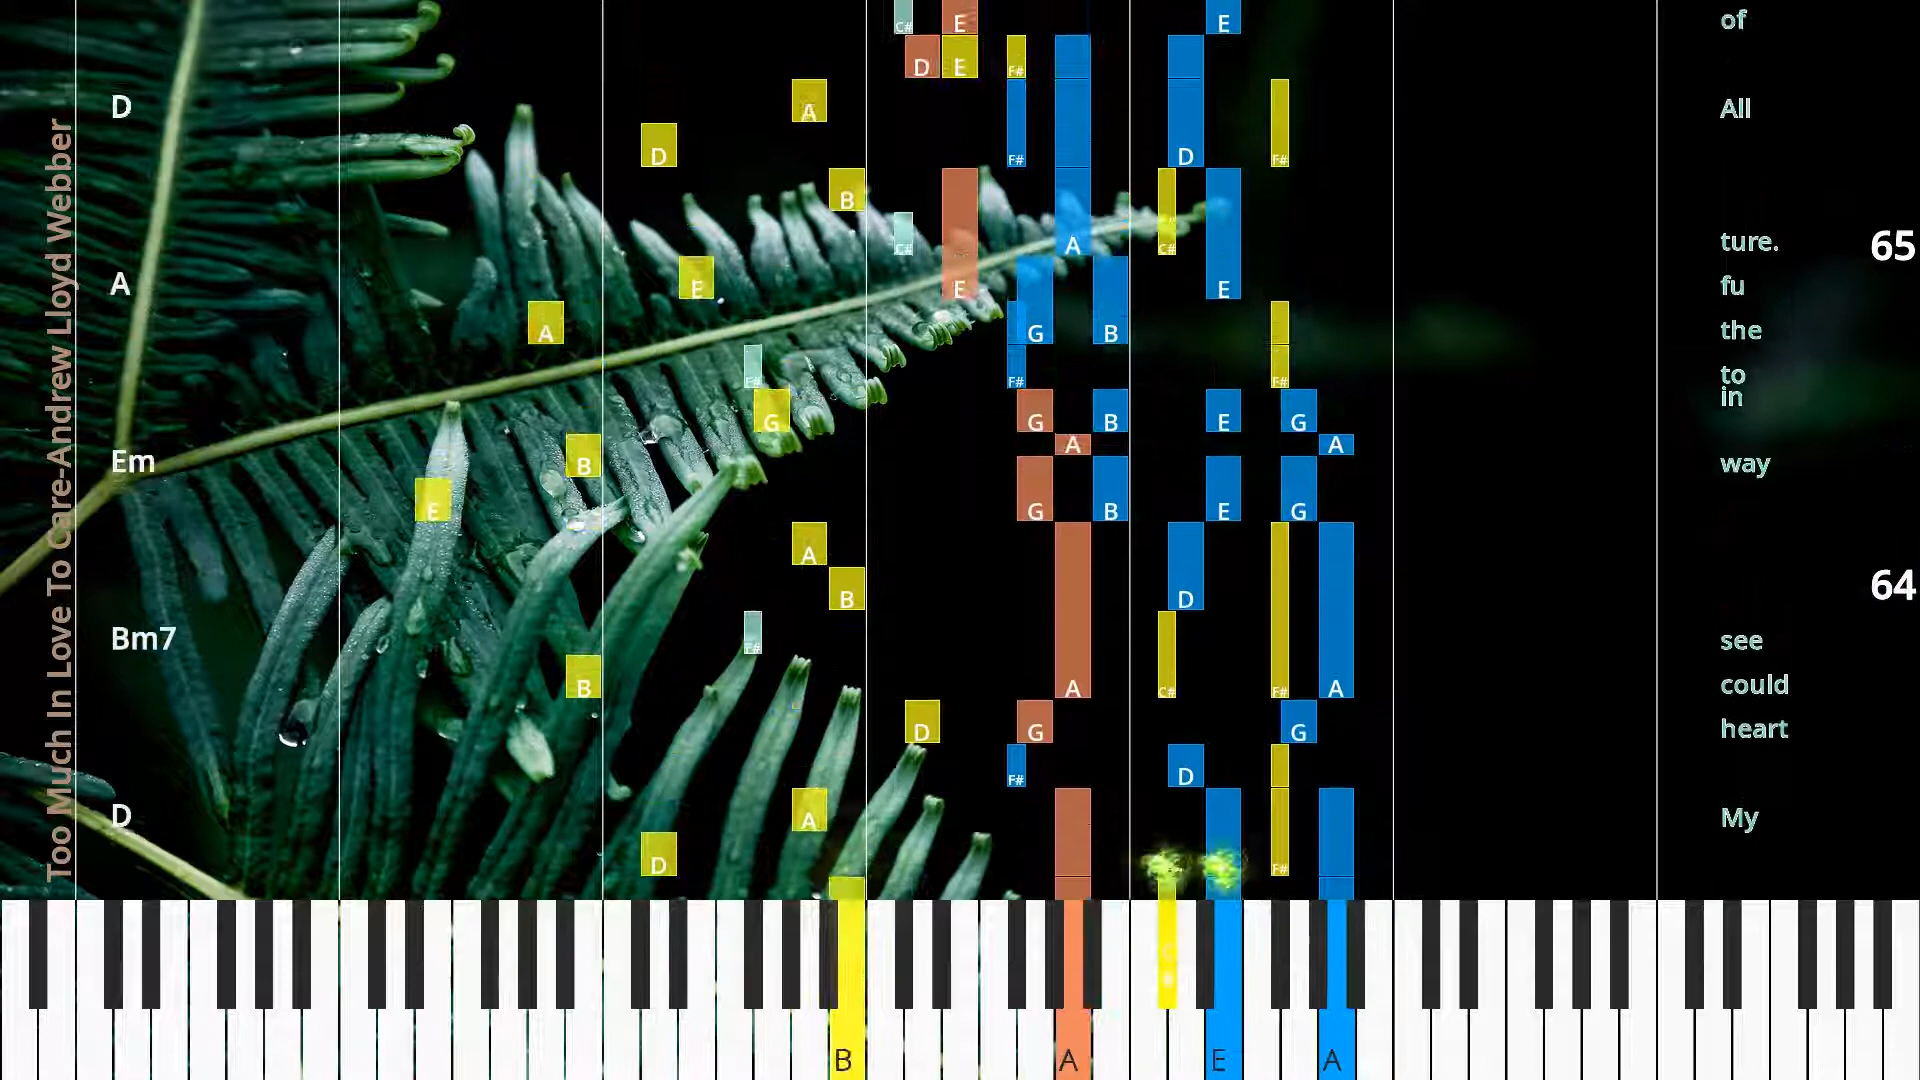 Too Much In Love To Care-Andrew Lloyd Webber
C# E E of
D E F#
D A All
D F# D F#
B
C# A C# ture. 65
A E E E fu
A G B the
F# F# F# to
G G B E G in
Em B A A way
E G B E G
A
B D 64
Bm7 F# see
B A C# F# A could
D G G heart
F# D
D A My
D F#
C
#
B A E A